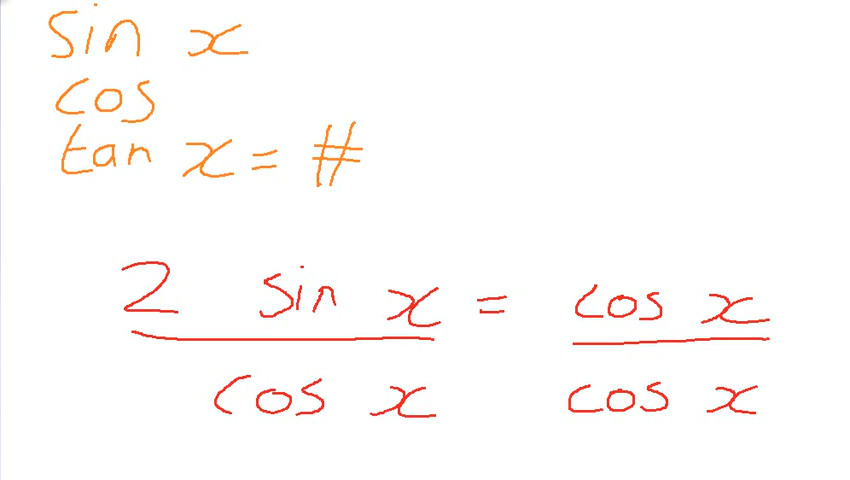 sin x
cos
tan x = #
2 sin x = cos x
cos x cos x